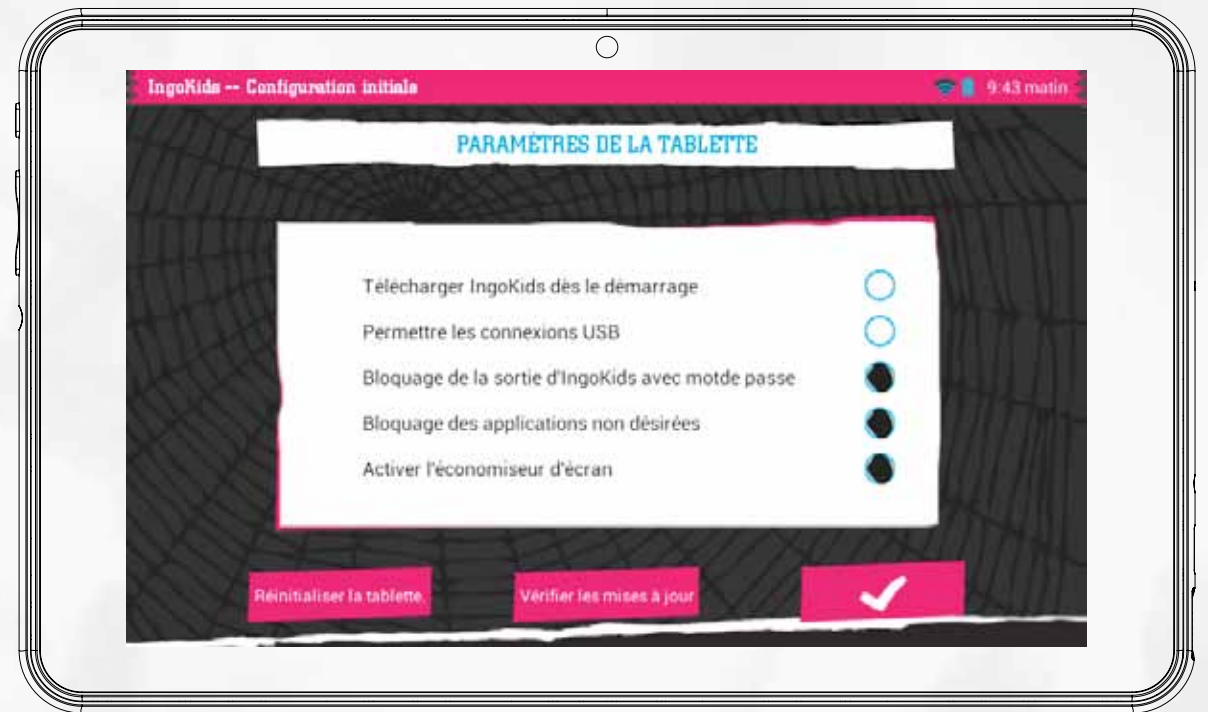 IngoKids -- Configuration initiale
9:43 matin
PARAMÈTRES DE LA TABLETTE
Télécharger IngoKids dès le démarrage
Permettre les connexions USB
Bloquage de la sortie d'IngoKids avec motde passe
Bloquage des applications non désirées
Activer l'économiseur d'écran
Réinitialiser la tablette.
Vérifier les mises à jour